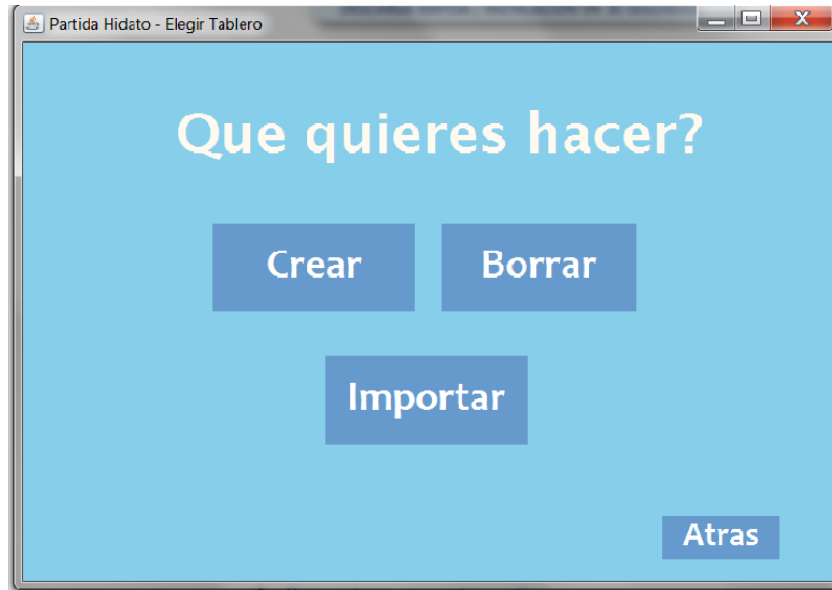 Partida Hidato - Elegir Tablero
Que quieres hacer?
Crear Borrar
Importar
Atras